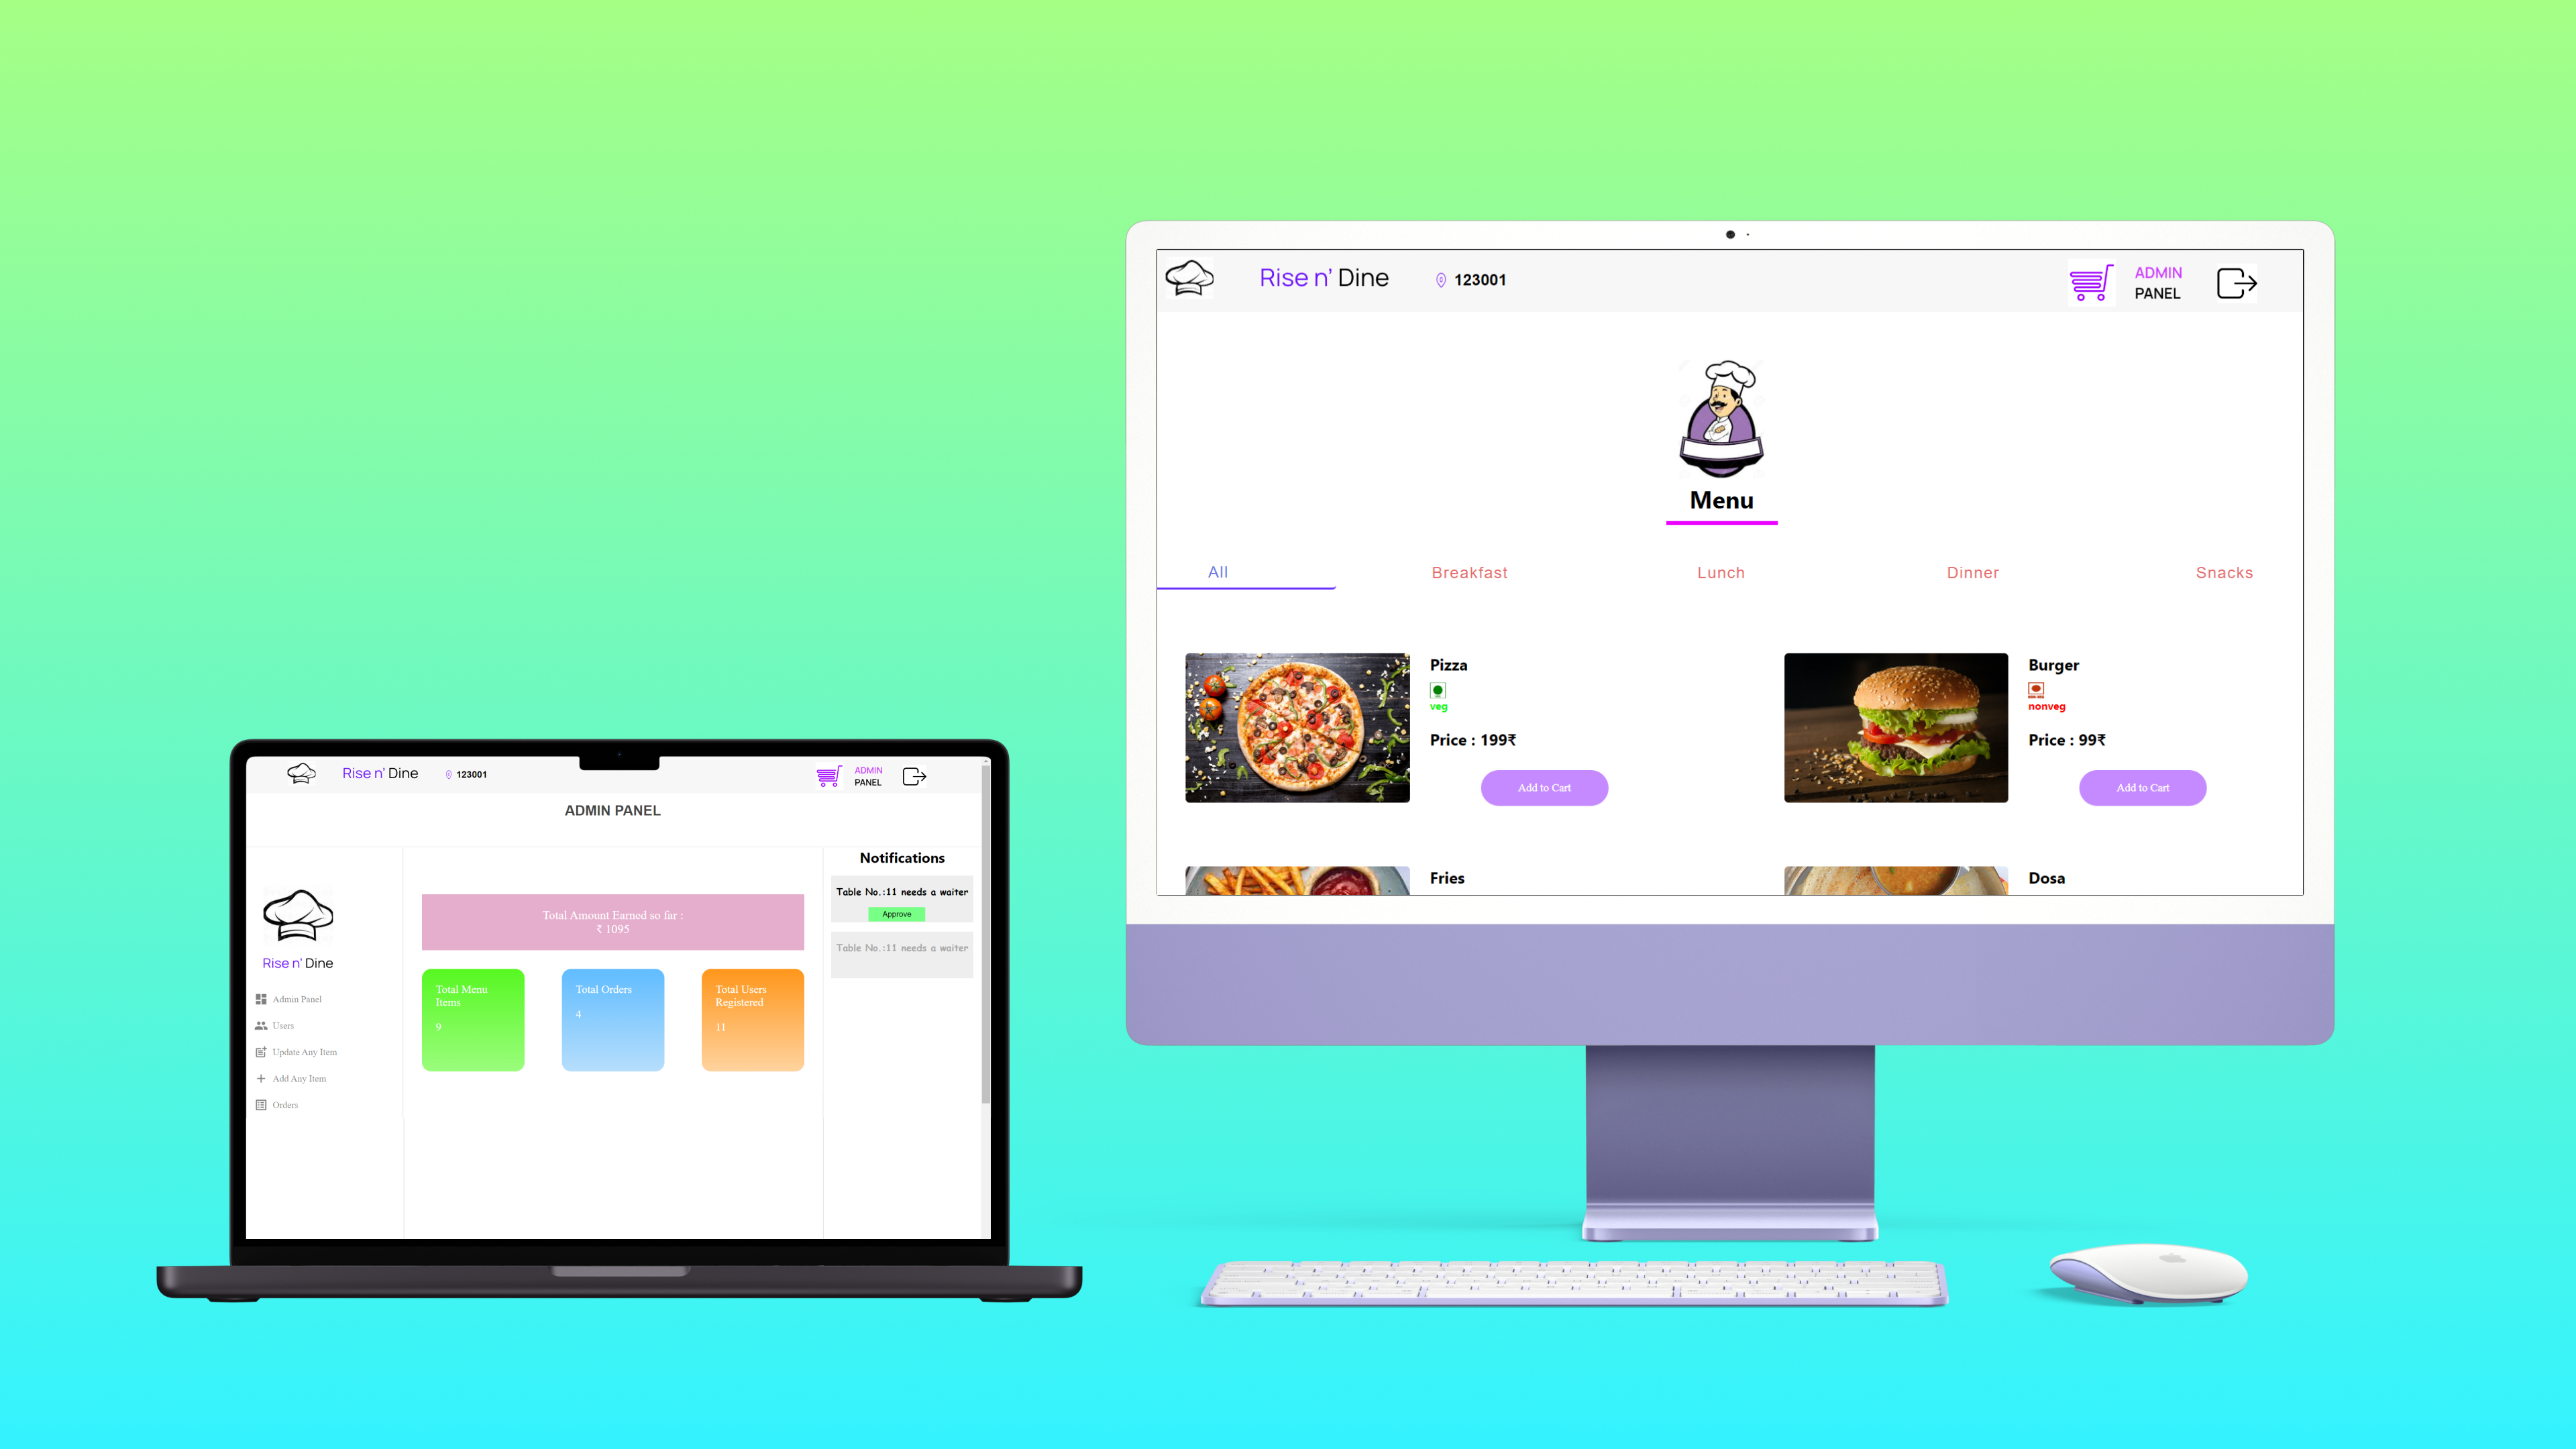 Rise n' Dine
123001
ADMIN
PANEL
Menu
All
Breakfast
Lunch
Dinner
Snacks
Pizza
veg
Price : 199₹
Add to Cart
Burger
nonveg
Price : 99₹
Add to Cart
Fries
Dosa
Rise n' Dine
123001
ADMIN
PANEL
ADMIN PANEL
Rise n' Dine
Admin Panel
Users
Update Any Item
Add Any Item
Orders
Total Amount Earned so far :
₹ 1095
Total Menu
Items
9
Total Orders
4
Total Users
Registered
11
Notifications
Table No.:11 needs a waiter
Approve
Table No.:11 needs a waiter